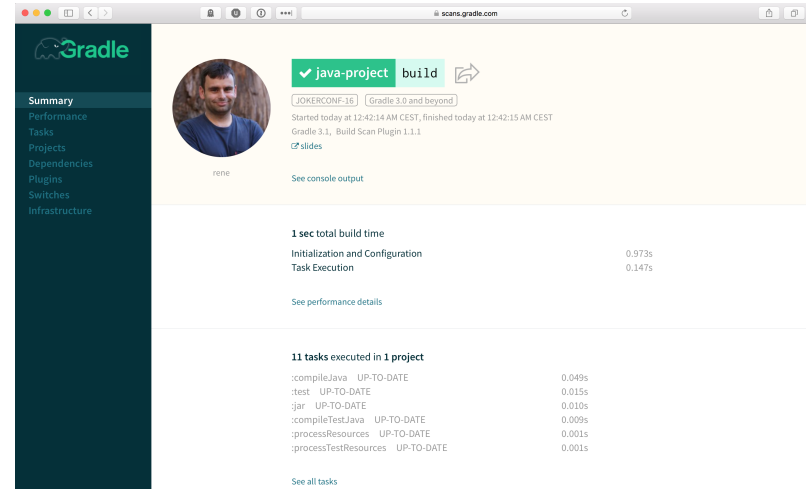 scans.gradle.com
Gradle
Summary
Performance
Tasks
Projects
Dependencies
Plugins
Switches
Infrastructure
rene
java-project build
JOKERCONF-16 Gradle 3.0 and beyond
Started today at 12:42:14 AM CEST, finished today at 12:42:15 AM CEST
Gradle 3.1, Build Scan Plugin 1.1.1
slides
See console output
1 sec total build time
Initialization and Configuration 0.973s
Task Execution 0.147s
See performance details
11 tasks executed in 1 project
:compileJava UP-TO-DATE 0.049s
:test UP-TO-DATE 0.015s
:jar UP-TO-DATE 0.010s
:compileTestJava UP-TO-DATE 0.009s
:processResources UP-TO-DATE 0.001s
:processTestResources UP-TO-DATE 0.001s
See all tasks